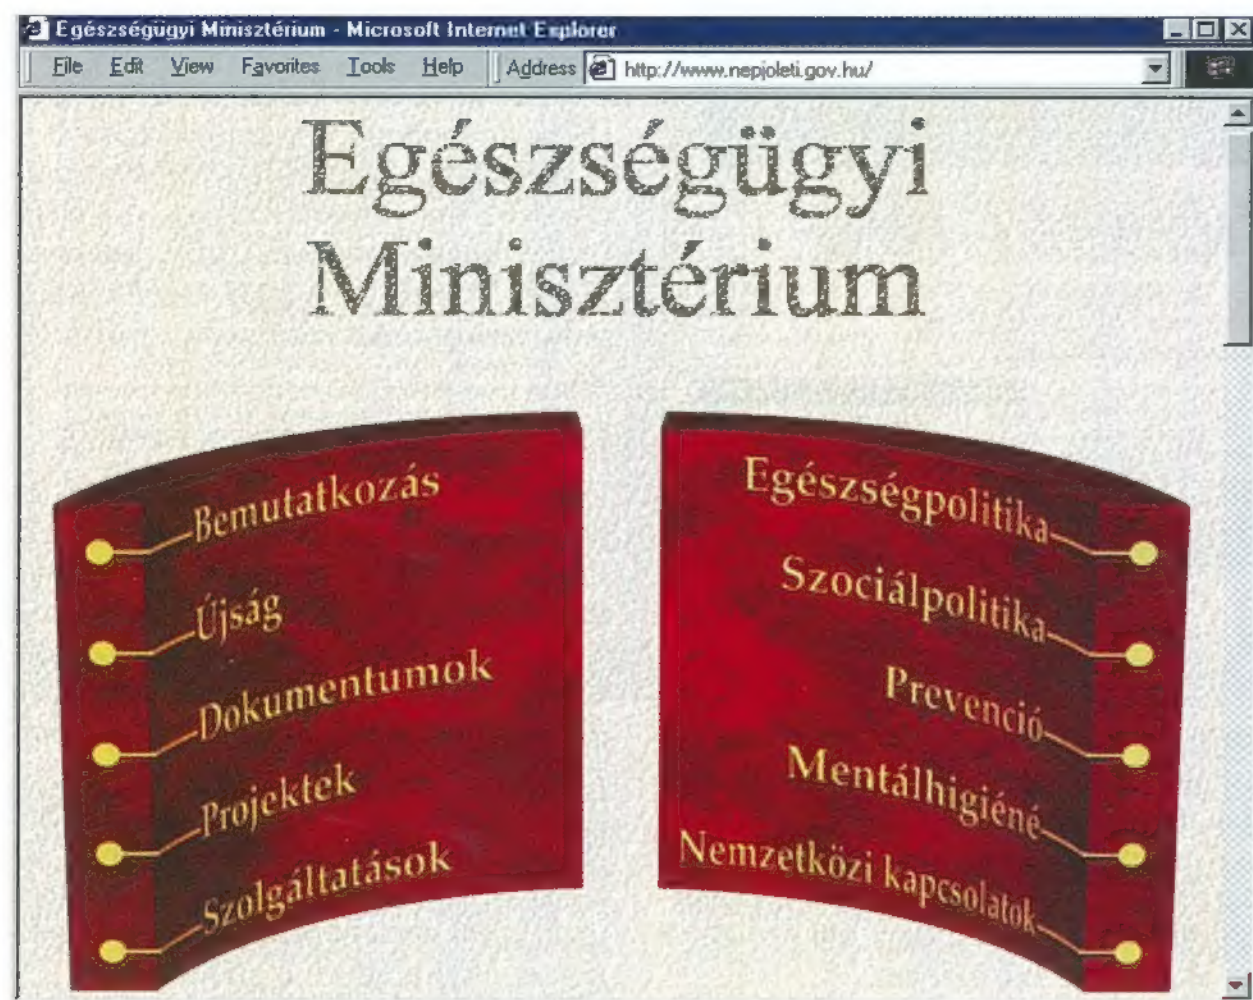 Egészségügyi Minisztérium - Microsoft Internet Explorer
File Edit View Favorites Tools Help Address http://www.nepjoleti.gov.hu/
Egészségügyi
Minisztérium
Bemutatkozás
Újság
Dokumentumok
Projektek
Szolgáltatások
Egészségpolitika
Szociálpolitika
Prevenció
Mentálhigiéné
Nemzetközi kapcsolatok